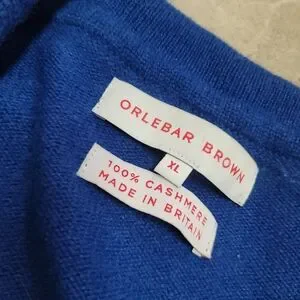 ORLEBAR BROWN
XL
100% CASHMERE
MADE IN BRITAIN